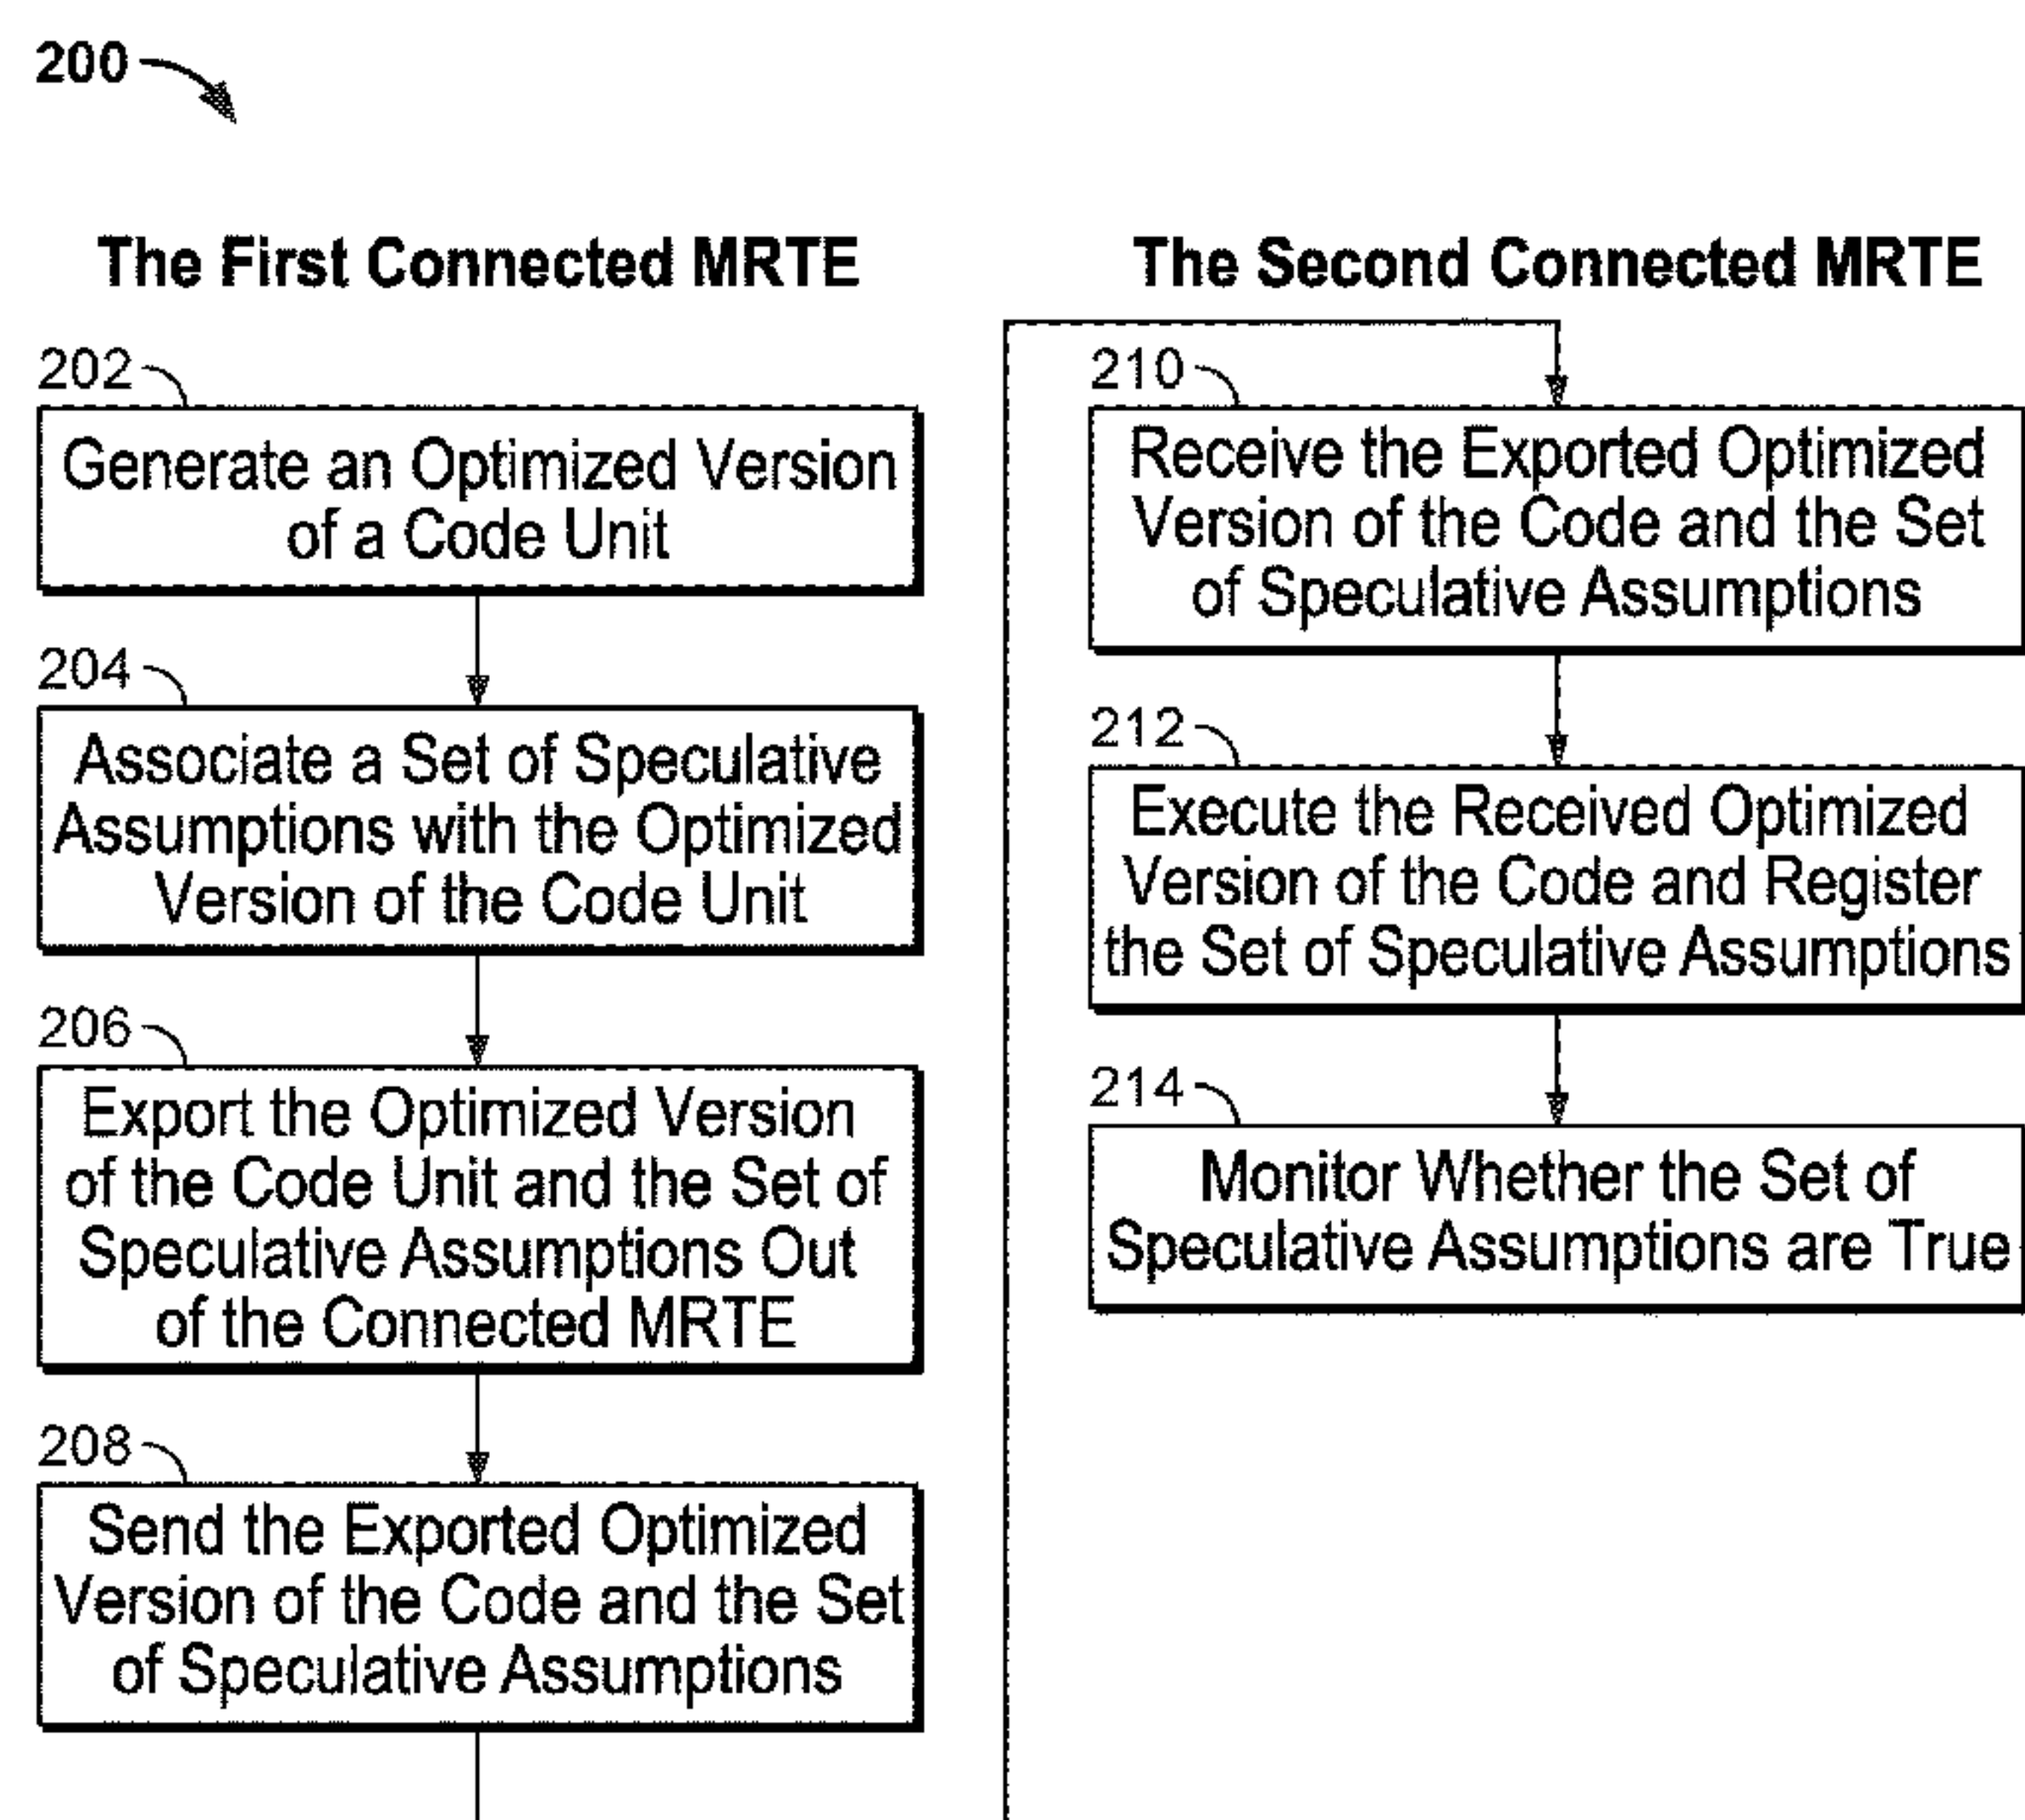 200
The First Connected MRTE
202
Generate an Optimized Version
of a Code Unit
204
Associate a Set of Speculative
Assumptions with the Optimized
Version of the Code Unit
206
Export the Optimized Version
of the Code Unit and the Set of
Speculative Assumptions Out
of the Connected MRTE
208
Send the Exported Optimized
Version of the Code and the Set
of Speculative Assumptions
The Second Connected MRTE
210
Receive the Exported Optimized
Version of the Code and the Set
of Speculative Assumptions
212
Execute the Received Optimized
Version of the Code and Register
the Set of Speculative Assumptions
214
Monitor Whether the Set of
Speculative Assumptions are True